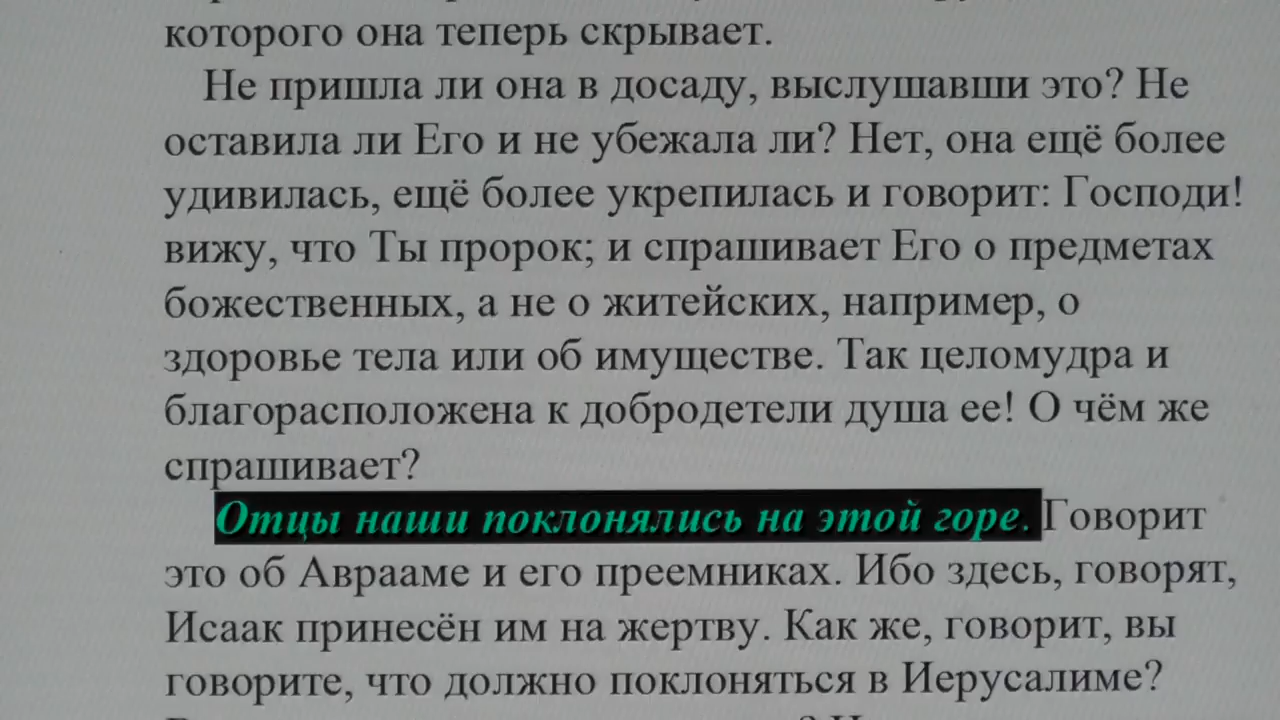 которого она теперь скрывает.
Не пришла ли она в досаду, выслушавши это? Не
оставила ли Его и не убежала ли? Нет, она ещё более
удивилась, ещё более укрепилась и говорит: Господи!
вижу, что Ты пророк; и спрашивает Его о предметах
божественных, а не о житейских, например, о
здоровье тела или об имуществе. Так целомудра и
благорасположена к добродетели душа ее! О чём же
спрашивает?
Отцы наши поклонялись на этой горе. Говорит
это об Аврааме и его преемниках. Ибо здесь, говорят,
Исаак принесён им на жертву. Как же, говорит, вы
говорите, что должно поклоняться в Иерусалиме?